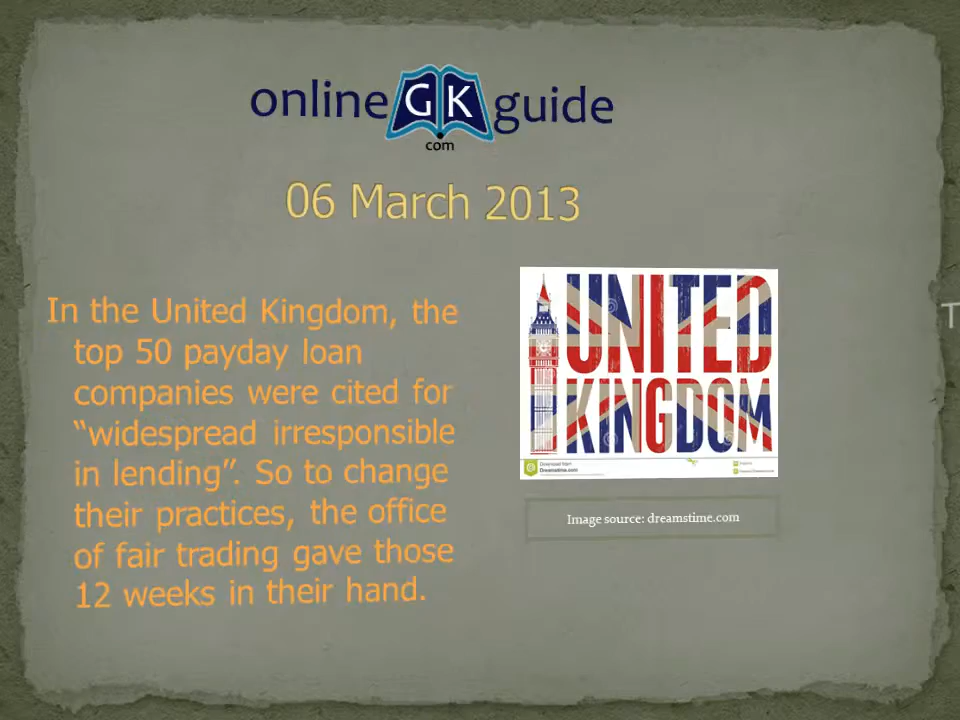 online GK guide
com
06 March 2013
In the United Kingdom, the
top 50 payday loan
companies were cited for
“widespread irresponsible
in lending”. So to change
their practices, the office
of fair trading gave those
12 weeks in their hand.
UNITED
KINGDOM
Dreamstime.com
Image source: dreamstime.com
T